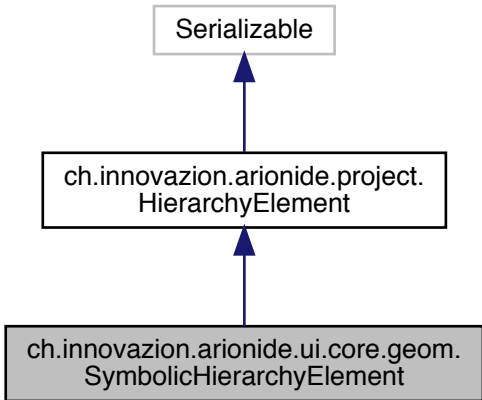 Serializable
ch.innovazion.arionide.project.
HierarchyElement
ch.innovazion.arionide.ui.core.geom.
SymbolicHierarchyElement